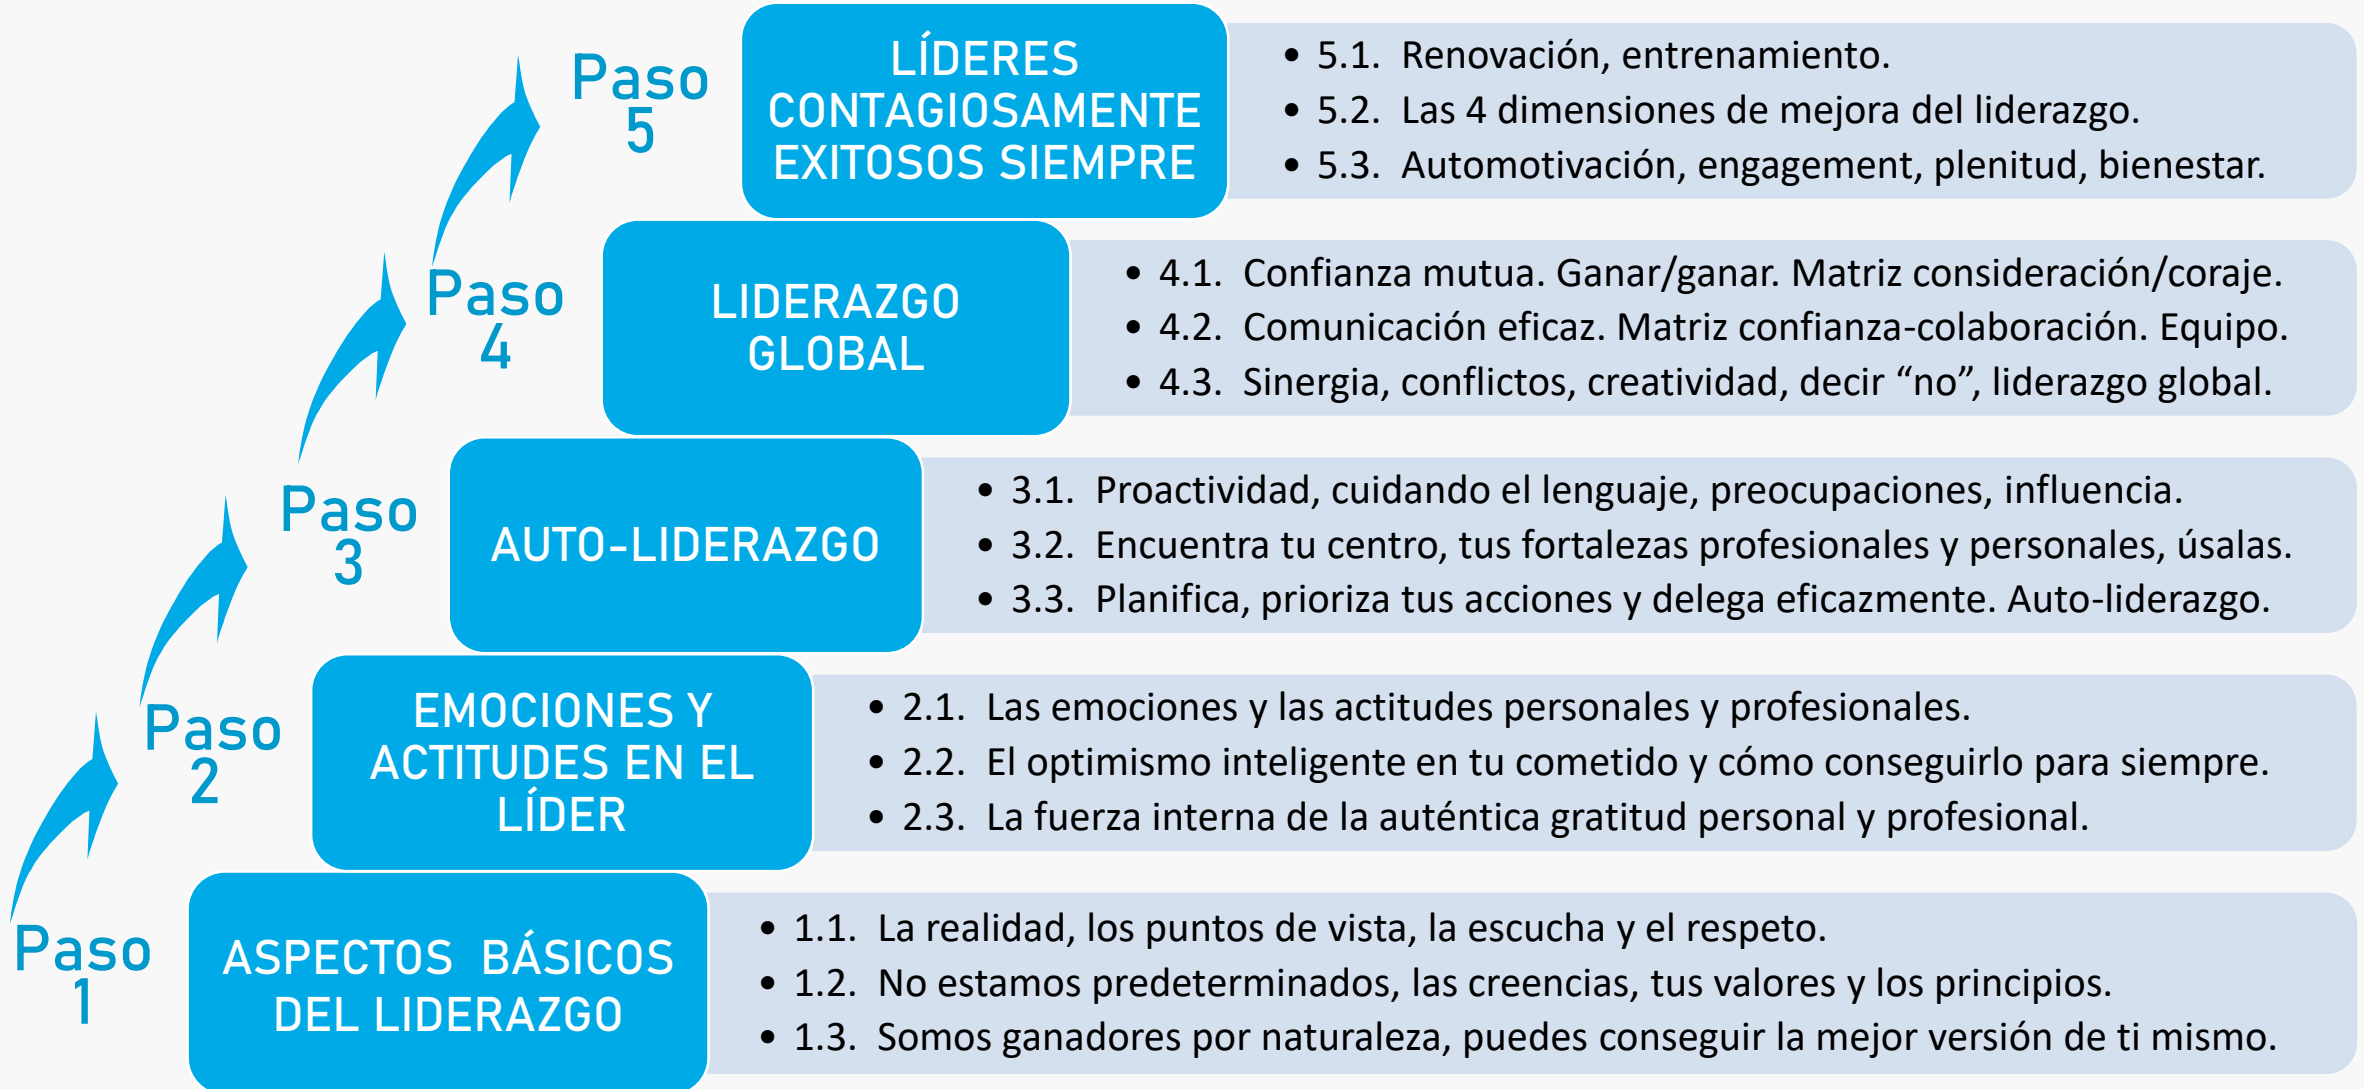 Paso
5
LÍDERES
CONTAGIOSAMENTE
EXITOSOS SIEMPRE
• 5.1. Renovación, entrenamiento.
• 5.2. Las 4 dimensiones de mejora del liderazgo.
• 5.3. Automotivación, engagement, plenitud, bienestar.
Paso
4
LIDERAZGO
GLOBAL
• 4.1. Confianza mutua. Ganar/ganar. Matriz consideración/coraje.
• 4.2. Comunicación eficaz. Matriz confianza-colaboración. Equipo.
• 4.3. Sinergia, conflictos, creatividad, decir “no”, liderazgo global.
Paso
3
AUTO-LIDERAZGO
• 3.1. Proactividad, cuidando el lenguaje, preocupaciones, influencia.
• 3.2. Encuentra tu centro, tus fortalezas profesionales y personales, úsalas.
• 3.3. Planifica, prioriza tus acciones y delega eficazmente. Auto-liderazgo.
Paso
2
EMOCIONES Y
ACTITUDES EN EL
LÍDER
• 2.1. Las emociones y las actitudes personales y profesionales.
• 2.2. El optimismo inteligente en tu cometido y cómo conseguirlo para siempre.
• 2.3. La fuerza interna de la auténtica gratitud personal y profesional.
Paso
1
ASPECTOS BÁSICOS
DEL LIDERAZGO
• 1.1. La realidad, los puntos de vista, la escucha y el respeto.
• 1.2. No estamos predeterminados, las creencias, tus valores y los principios.
• 1.3. Somos ganadores por naturaleza, puedes conseguir la mejor versión de ti mismo.